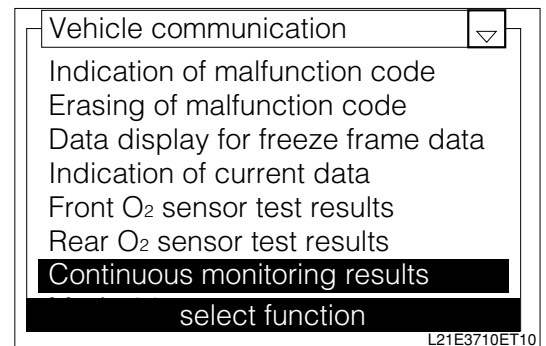 Vehicle communication
Indication of malfunction code
Erasing of malfunction code
Data display for freeze frame data
Indication of current data
Front O₂ sensor test results
Rear O₂ sensor test results
Continuous monitoring results
select function
L21E3710ET10